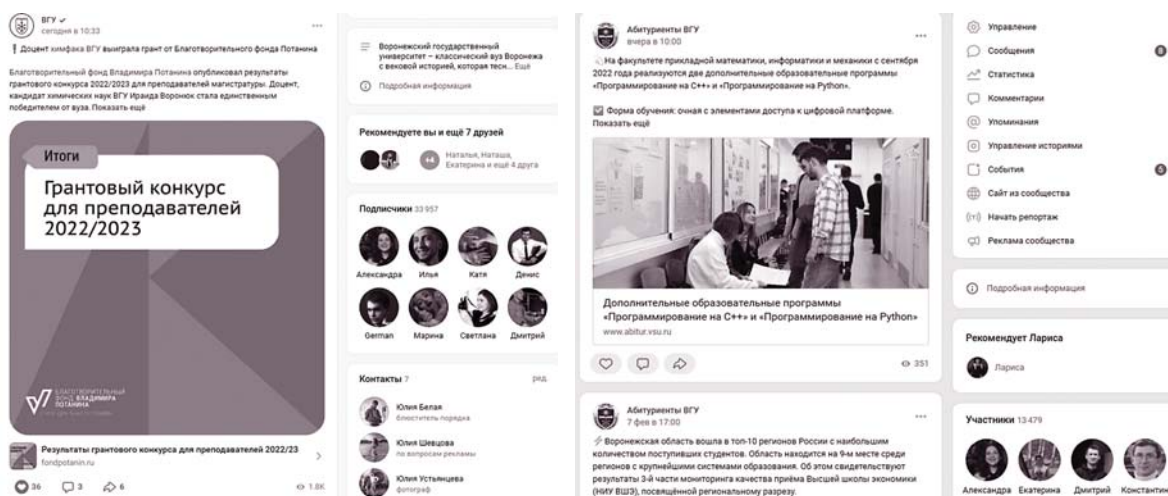 ВГУ
сегодня в 10:33
Доцент химфака ВГУ выиграла грант от Благотворительного фонда Потанина
Благотворительный фонд Владимира Потанина опубликовал результаты
грантового конкурса 2022/2023 для преподавателей магистратуры. Доцент,
кандидат химических наук ВГУ Ираида Воронюк стала единственным
победителем от вуза. Показать ещё
Итоги
Грантовый конкурс
для преподавателей
2022/2023
БЛАГОТВОРИТЕЛЬНЫЙ
ФОНД ВЛАДИМИРА
ПОТАНИНА
Результаты грантового конкурса для преподавателей 2022/23
fondpotanin.ru
36 3 6 1.8K
Воронежский государственный
университет – классический вуз Воронежа
с вековой историей, которая тесн... Ещё
Подробная информация
Рекомендуете вы и ещё 7 друзей
+4
Наталья, Наташа,
Екатерина и ещё 4 друга
Подписчики 33 957
Александра Илья Катя Денис
German Марина Светлана Дмитрий
Контакты 7 ред.
Юлия Белая
блюститель порядка
Юлия Шевцова
по вопросам рекламы
Юлия Устьянцева
фотограф
Абитуриенты ВГУ
вчера в 10:00
На факультете прикладной математики, информатики и механики с сентября
2022 года реализуются две дополнительные образовательные программы
«Программирование на C++» и «Программирование на Python».
Форма обучения: очная с элементами доступа к цифровой платформе.
Показать ещё
Дополнительные образовательные программы
«Программирование на C++» и «Программирование на Python»
www.abitur.vsu.ru
351
Абитуриенты ВГУ
7 фев в 17:00
Воронежская область вошла в топ-10 регионов России с наибольшим
количеством поступивших студентов. Область находится на 9-м месте среди
регионов с крупнейшими системами образования. Об этом свидетельствуют
результаты 3-й части мониторинга качества приёма Высшей школы экономики
(НИУ ВШЭ), посвящённой региональному разрезу.
Управление
Сообщения 8
Статистика
Комментарии
Упоминания
Управление историями
События 5
Сайт из сообщества
Начать репортаж
Реклама сообщества
Подробная информация
Рекомендует Лариса
Лариса
Участники 13 479
Александра Екатерина Дмитрий Константин